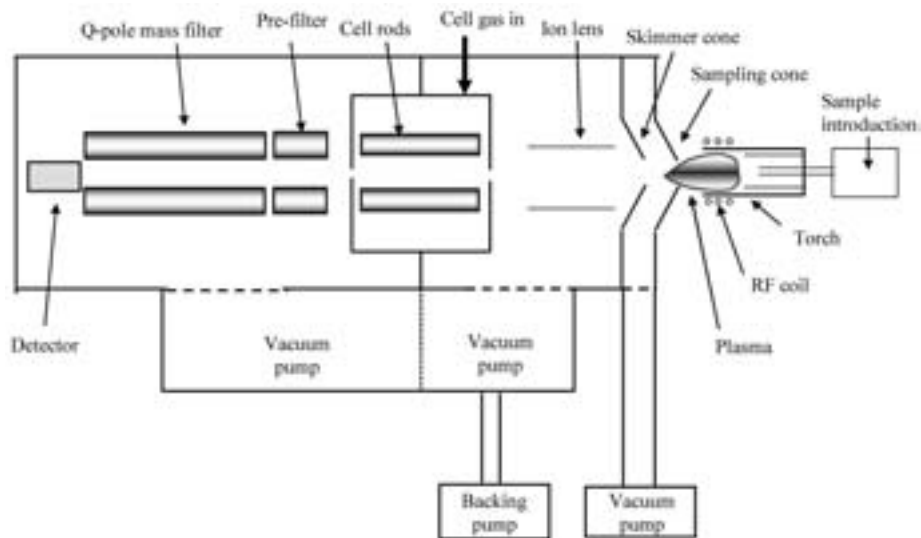 Q-pole mass filter
Pre-filter
Cell rods
Cell gas in
Ion lens
Skimmer cone
Sampling cone
Sample
introduction
Torch
RF coil
Plasma
Detector
Vacuum
pump
Vacuum
pump
Backing
pump
Vacuum
pump